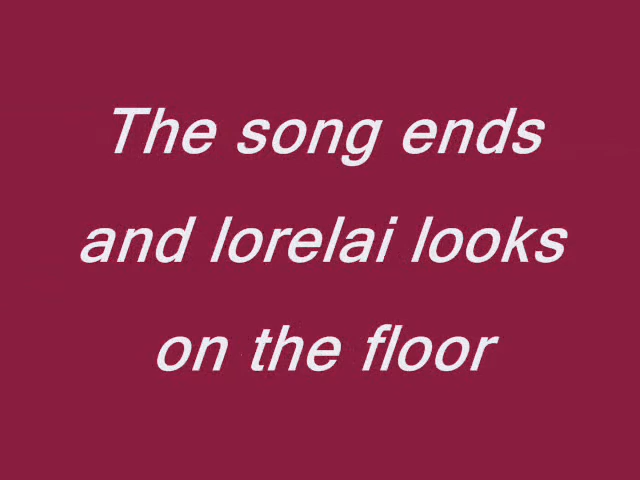 The song ends
and lorelai looks
on the floor